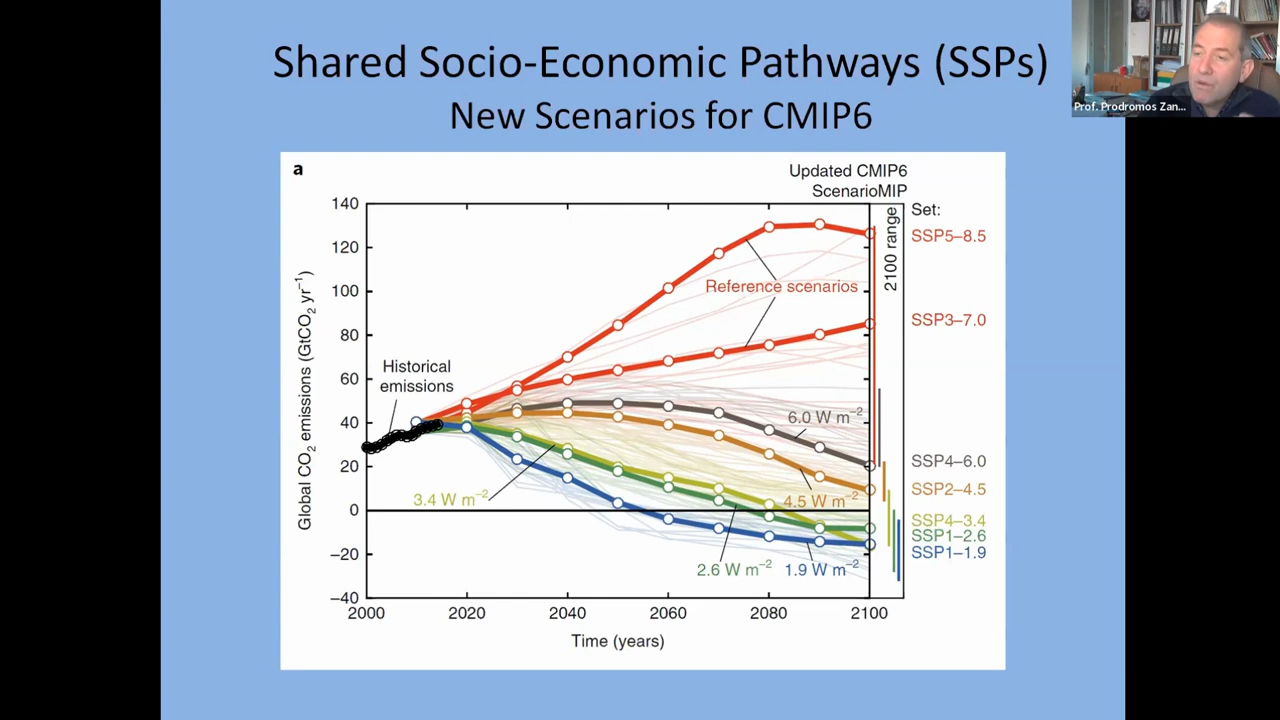 Shared Socio-Economic Pathways (SSPs)
New Scenarios for CMIP6
Prof. Prodromos Zan...
a
Updated CMIP6
ScenarioMIP
Set:
2100 range
140
120
100
80
60
40
20
0
−20
−40
Global CO2 emissions (GtCO2 yr−1)
Historical
emissions
Reference scenarios
6.0 W m−2
4.5 W m−2
3.4 W m−2
2.6 W m−2
1.9 W m−2
SSP5–8.5
SSP3–7.0
SSP4–6.0
SSP2–4.5
SSP4–3.4
SSP1–2.6
SSP1–1.9
2000
2020
2040
2060
2080
2100
Time (years)